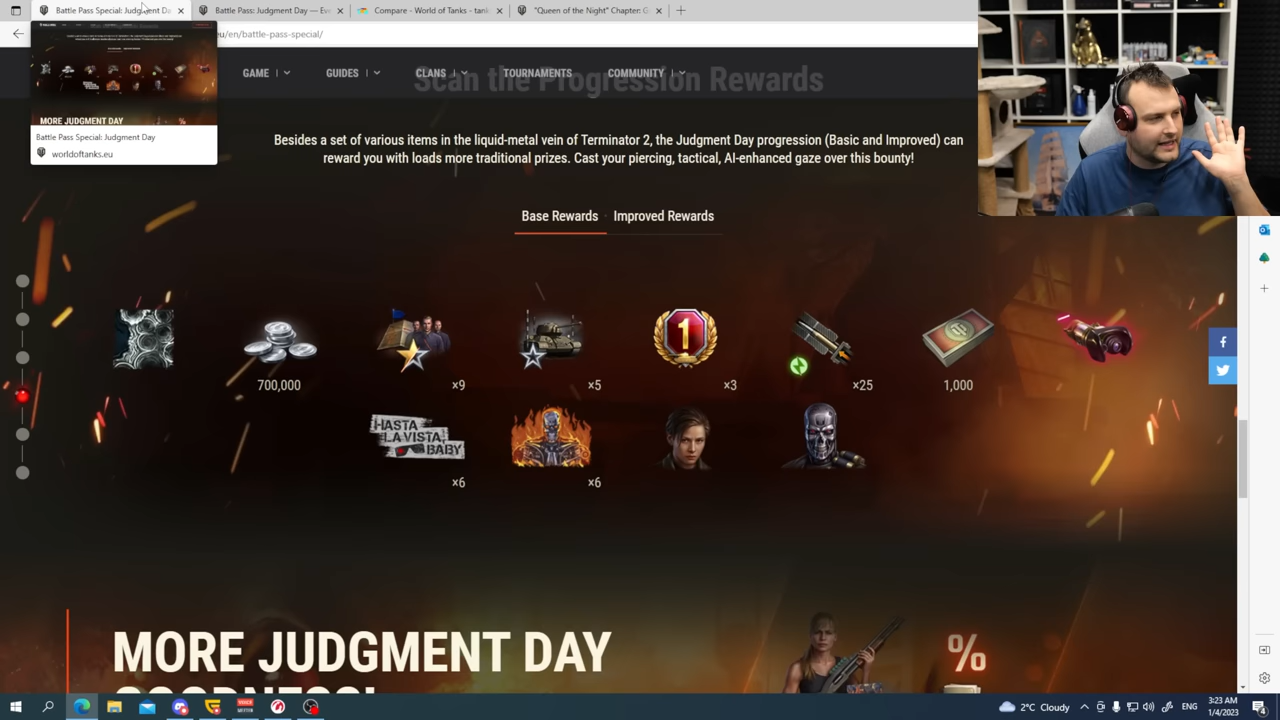 Battle Pass Special: Judgment Da
Battle Pass: Judgment Day — Eve
Compare - World of Tanks - tank
"Queen of the Night" Chapter: G
eu/en/battle-pass-special/
GAME
GUIDES
CLANS
TOURNAMENTS
COMMUNITY
Progression Rewards
MORE JUDGMENT DAY
%
Battle Pass Special: Judgment Day
worldoftanks.eu
Besides a set of various items in the liquid-metal vein of Terminator 2, the Judgment Day progression (Basic and Improved) can
reward you with loads more traditional prizes. Cast your piercing, tactical, AI-enhanced gaze over this bounty!
Base Rewards
Improved Rewards
1
700,000
×9
×5
×3
×25
1,000
HASTA
LA VISTA,
BABY
×6
×6
MORE JUDGMENT DAY
%
2°C Cloudy
ENG
3:23 AM
1/4/2023
4